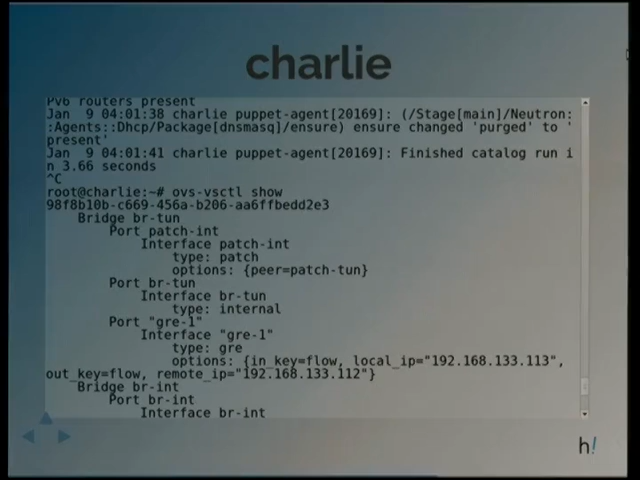 charlie
Pv6 routers present
Jan  9 04:01:38 charlie puppet-agent[20169]: (/Stage[main]/Neutron:
:Agents::Dhcp/Package[dnsmasq]/ensure) ensure changed 'purged' to '
present'
Jan  9 04:01:41 charlie puppet-agent[20169]: Finished catalog run i
n 3.66 seconds
^C
root@charlie:~# ovs-vsctl show
98f8b10b-c669-456a-b206-aa6ffbedd2e3
    Bridge br-tun
        Port patch-int
            Interface patch-int
                type: patch
                options: {peer=patch-tun}
        Port br-tun
            Interface br-tun
                type: internal
        Port "gre-1"
            Interface "gre-1"
                type: gre
                options: {in_key=flow, local_ip="192.168.133.113",
out_key=flow, remote_ip="192.168.133.112"}
    Bridge br-int
        Port br-int
            Interface br-int
h!